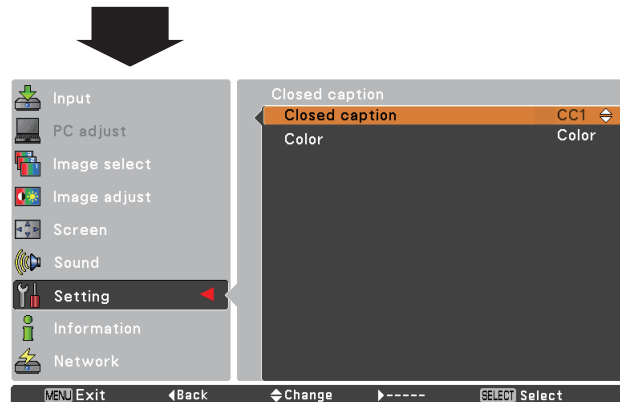 Input
PC adjust
Image select
Image adjust
Screen
Sound
Setting
Information
Network
Closed caption
Closed caption CC1
Color Color
MENU Exit Back Change ----- SELECT Select